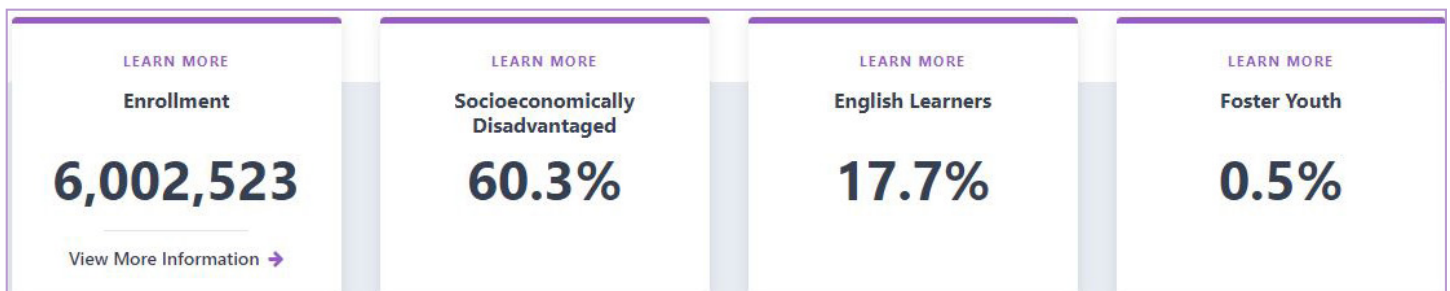 LEARN MORE
Enrollment
6,002,523
View More Information
LEARN MORE
Socioeconomically
Disadvantaged
60.3%
LEARN MORE
English Learners
17.7%
LEARN MORE
Foster Youth
0.5%